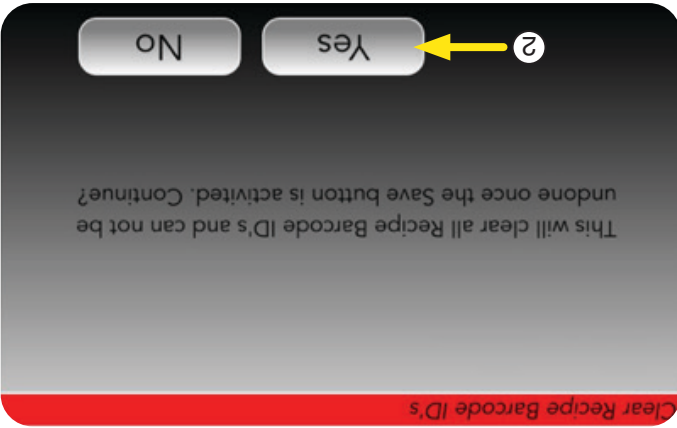 Clear Recipe Barcode ID's
This will clear all Recipe Barcode ID's and can not be
undone once the Save button is activited. Continue?
2 Yes No